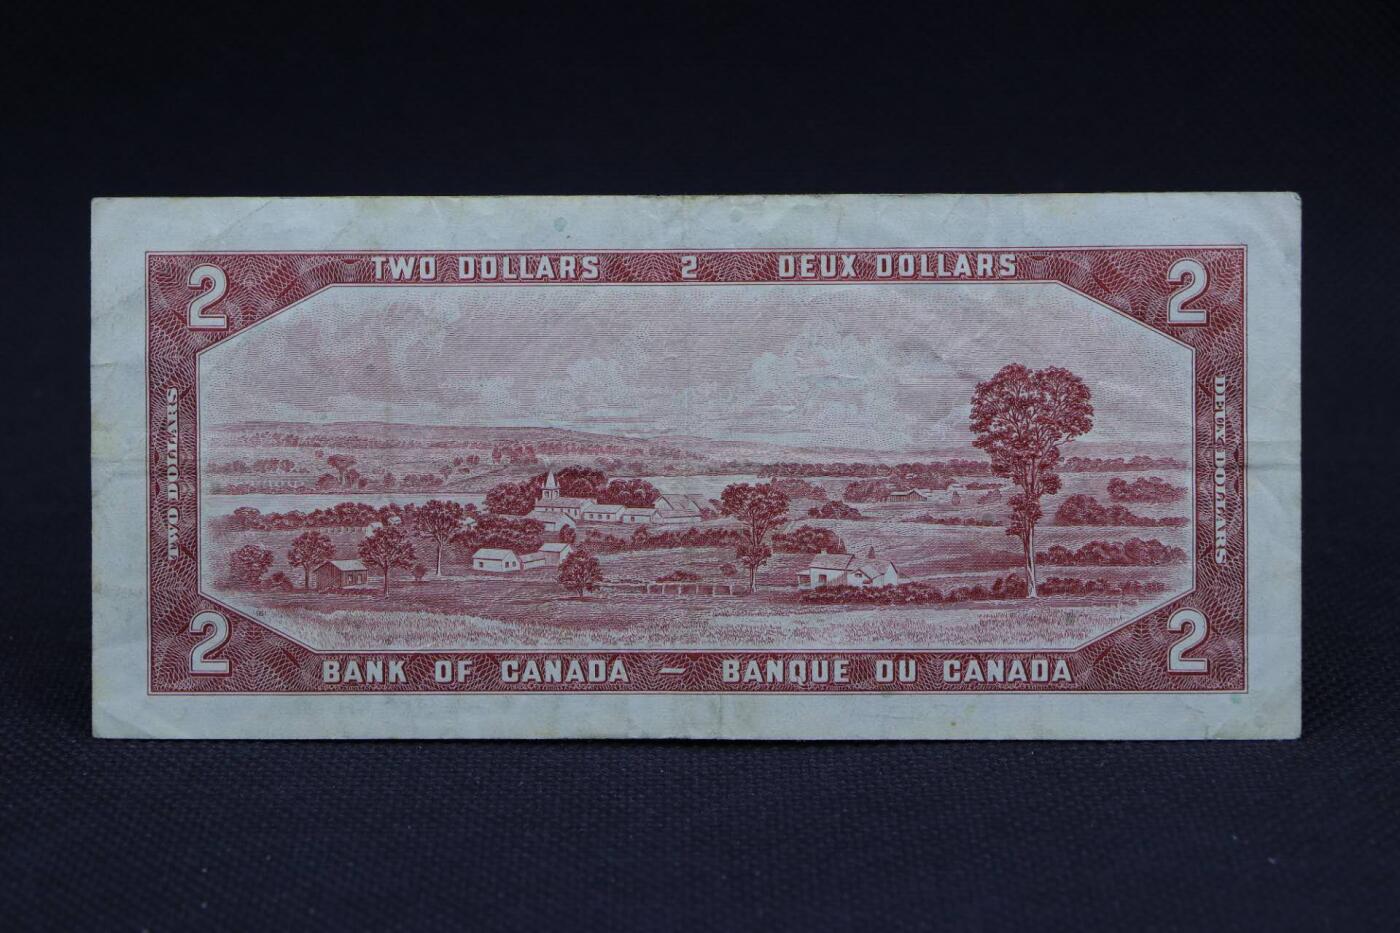 TWO DOLLARS 2 DEUX DOLLARS
2 2
TWO DOLLARS
DEUX DOLLARS
2 2
BANK OF CANADA — BANQUE DU CANADA